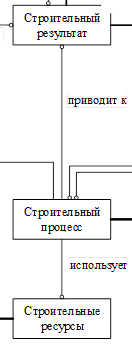 Строительный
результат
приводит к
Строительный
процесс
использует
Строительные
ресурсы